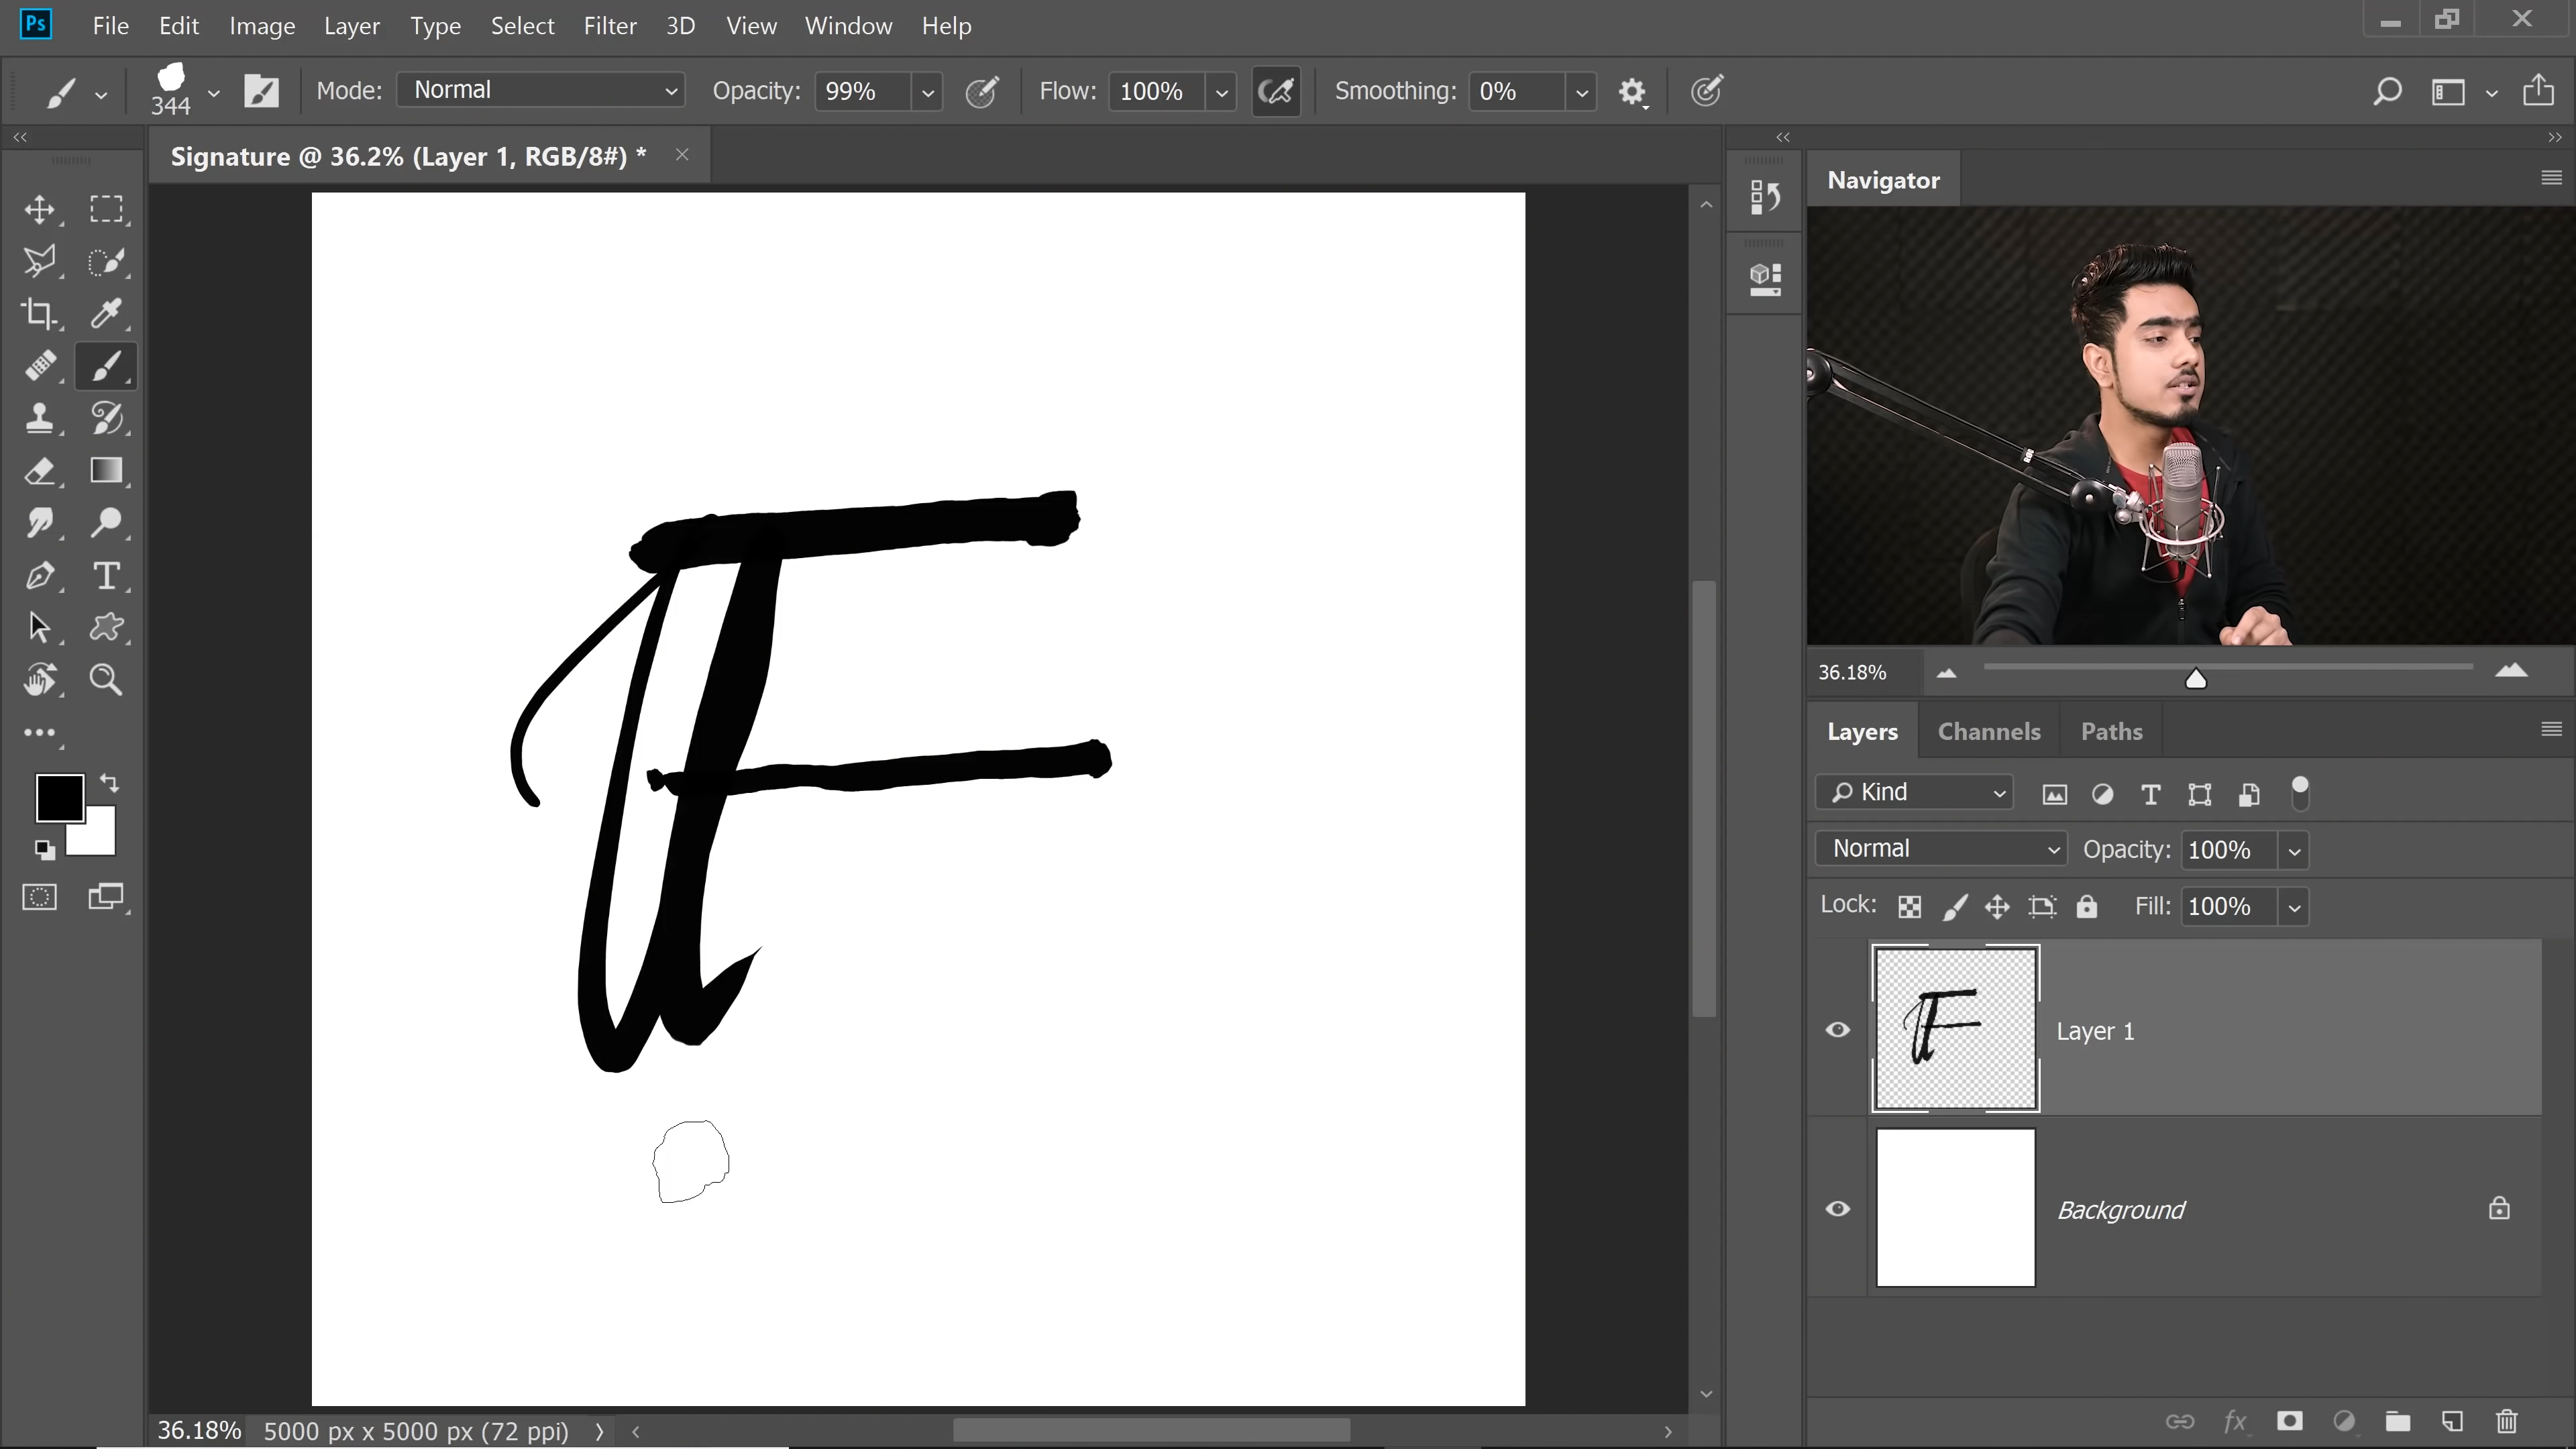 Ps File Edit Image Layer Type Select Filter 3D View Window Help
344 Mode: Normal Opacity: 99% Flow: 100% Smoothing: 0%
Signature @ 36.2% (Layer 1, RGB/8#) *
Navigator
36.18%
Layers Channels Paths
Kind
Normal Opacity: 100%
Lock: Fill: 100%
Layer 1
Background
fx
F
36.18% 5000 px x 5000 px (72 ppi)